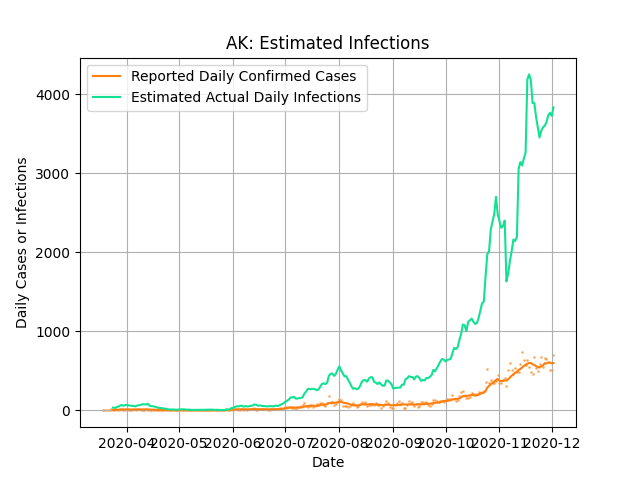 AK: Estimated Infections
Reported Daily Confirmed Cases
Estimated Actual Daily Infections
4000
3000
2000
1000
0
Daily Cases or Infections
2020-04 2020-05 2020-06 2020-07 2020-08 2020-09 2020-10 2020-11 2020-12
Date